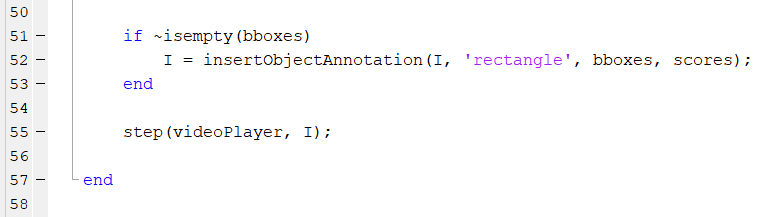 50
51 – if ~isempty(bboxes)
52 – I = insertObjectAnnotation(I, 'rectangle', bboxes, scores);
53 – end
54
55 – step(videoPlayer, I);
56
57 – end
58